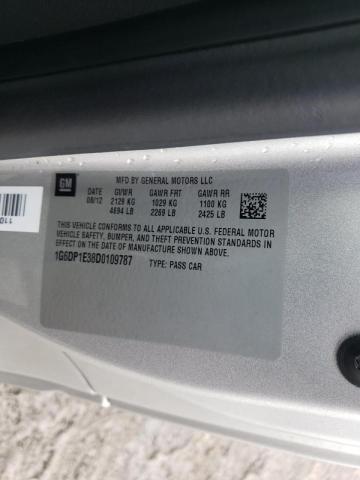 GM
MFD BY GENERAL MOTORS LLC
DATE GVWR GAWR FRT GAWR RR
08/12 2129 KG 1029 KG 1100 KG
4694 LB 2269 LB 2425 LB
THIS VEHICLE CONFORMS TO ALL APPLICABLE U.S. FEDERAL MOTOR
VEHICLE SAFETY, BUMPER, AND THEFT PREVENTION STANDARDS IN
EFFECT ON THE DATE OF MANUFACTURE SHOWN ABOVE.
1G6DP1E38D0109787 TYPE: PASS CAR